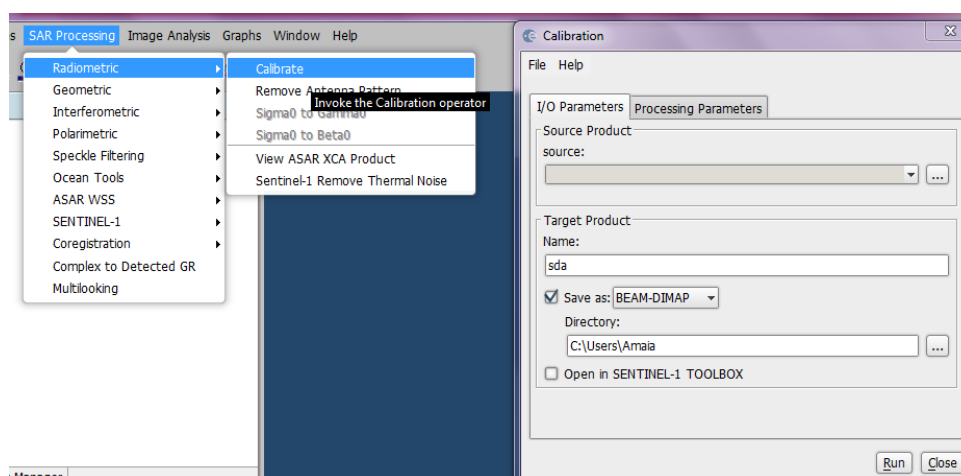 s SAR Processing Image Analysis Graphs Window Help
Radiometric
Geometric
Interferometric
Polarimetric
Speckle Filtering
Ocean Tools
ASAR WSS
SENTINEL-1
Coregistration
Complex to Detected GR
Multilooking
Calibrate
Remove Antenna Pattern
Invoke the Calibration operator
Sigma0 to Gamma0
Sigma0 to Beta0
View ASAR XCA Product
Sentinel-1 Remove Thermal Noise
Calibration
File Help
I/O Parameters Processing Parameters
Source Product
source:
...
Target Product
Name:
sda
Save as: BEAM-DIMAP
Directory:
C:\Users\Amaia
...
Open in SENTINEL-1 TOOLBOX
Run Close